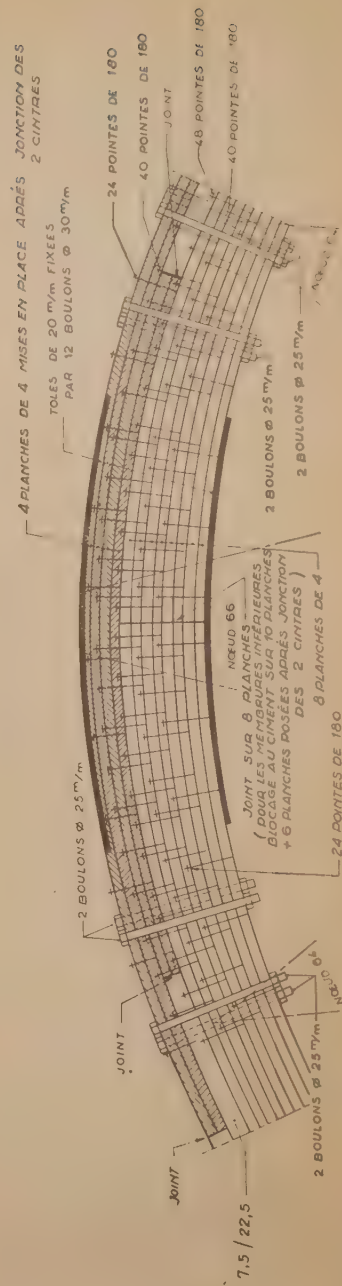 4 PLANCHES DE 4 MISES EN PLACE APRÉS JONCTION DES
2 CINTRES
TOLES DE 20 m/m FIXEES
PAR 12 BOULONS Ø 30 m/m
24 POINTES DE 180
40 POINTES DE 180
JOINT
48 POINTES DE 180
40 POINTES DE 180
2 BOULONS Ø 25 m/m
2 BOULONS Ø 25 m/m
2 BOULONS Ø 25 m/m
JOINT
JOINT
7,5 / 22,5
NŒUD 66
JOINT SUR 8 PLANCHES
( POUR LES MEMBRURES INFÉRIEURES
BLOCAGE AU CIMENT SUR 10 PLANCHES
+ 6 PLANCHES POSÉES APRÈS JONCTION
DES 2 CINTRES )
8 PLANCHES DE 4
24 POINTES DE 180
NŒUD
2 BOULONS Ø 25 m/m